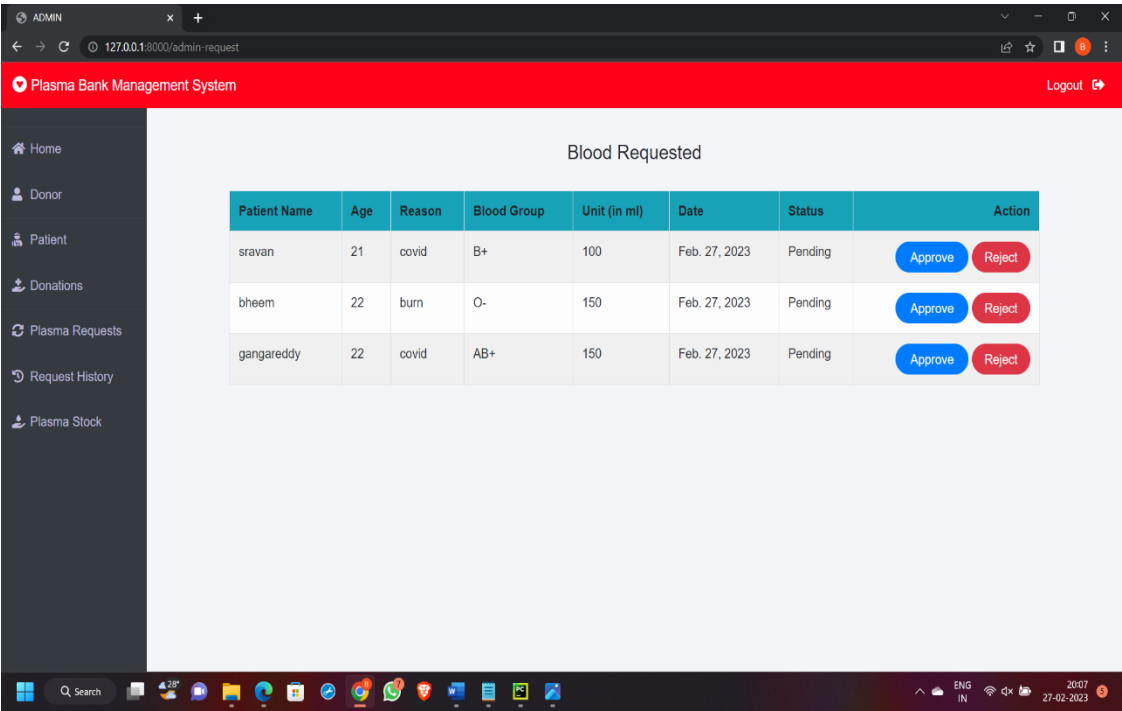 ADMIN
127.0.0.1:8000/admin-request
B
Plasma Bank Management System
Logout
Home
Donor
Patient
Donations
Plasma Requests
Request History
Plasma Stock
Blood Requested
Patient Name Age Reason Blood Group Unit (in ml) Date Status Action
sravan 21 covid B+ 100 Feb. 27, 2023 Pending Approve Reject
bheem 22 burn O- 150 Feb. 27, 2023 Pending Approve Reject
gangareddy 22 covid AB+ 150 Feb. 27, 2023 Pending Approve Reject
Search
28°
7
W
PC
ENG
IN
20:07
27-02-2023
5